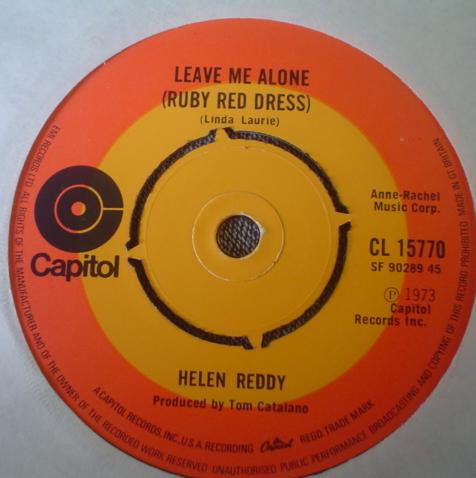 LEAVE ME ALONE
(RUBY RED DRESS)
(Linda Laurie)
Capitol
Anne-Rachel
Music Corp.
CL 15770
SF 90289 45
Ⓟ 1973
Capitol
Records Inc.
HELEN REDDY
Produced by Tom Catalano
A CAPITOL RECORDS, INC., U.S.A. RECORDING Capitol REGD. TRADE MARK
EMI RECORDS LTD ALL RIGHTS OF THE MANUFACTURER AND OF THE OWNER OF THE RECORDED WORK RESERVED UNAUTHORISED PUBLIC PERFORMANCE BROADCASTING AND COPYING OF THIS RECORD PROHIBITED MADE IN GT BRITAIN